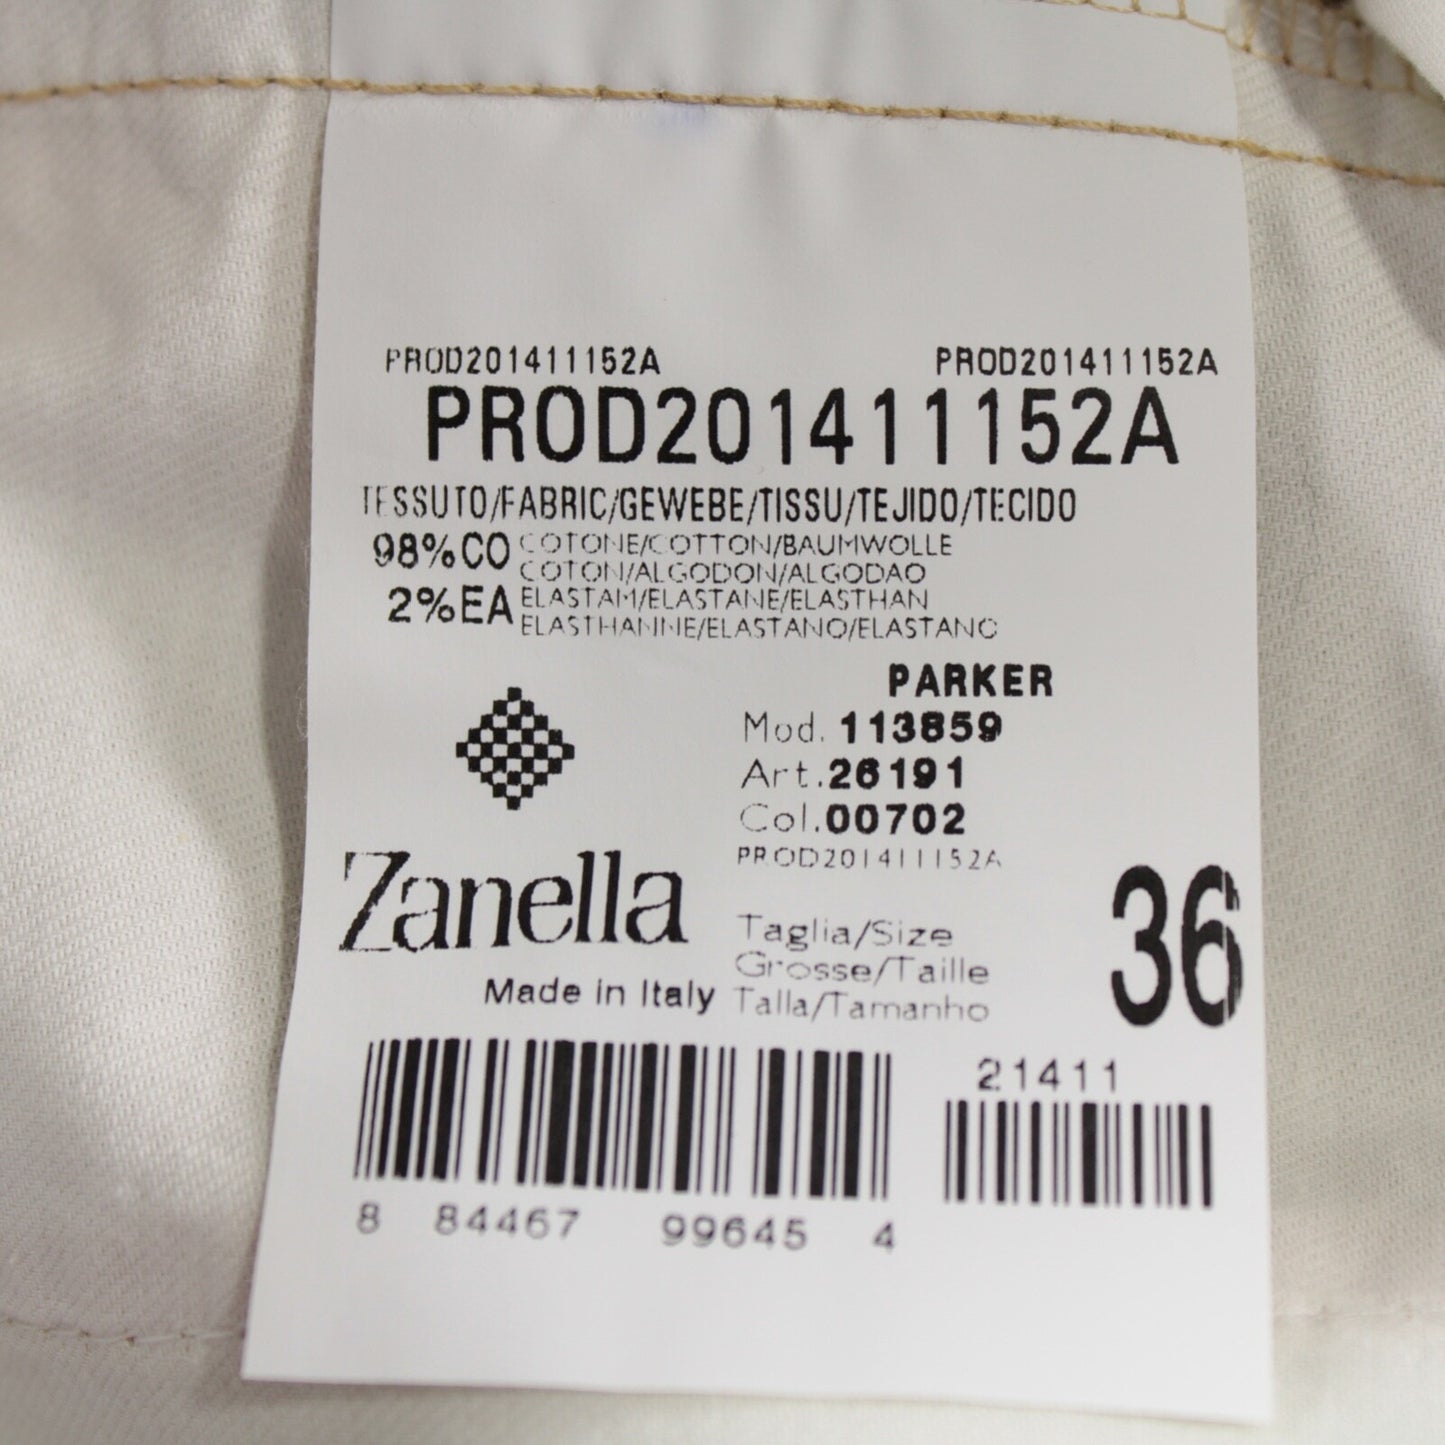 PROD201411152A PROD201411152A
PROD201411152A
TESSUTO/FABRIC/GEWEBE/TISSU/TEJIDO/TECIDO
98%CO COTONE/COTTON/BAUMWOLLE
COTON/ALGODON/ALGODAO
2%EA ELASTAM/ELASTANE/ELASTHAN
ELASTHANNE/ELASTANO/ELASTANO
PARKER
Mod. 113859
Art.26191
Col.00702
PROD201411152A
Zanella
Made in Italy
Taglia/Size
Grosse/Taille
Talla/Tamanho
36
21411
8 84467 99645 4